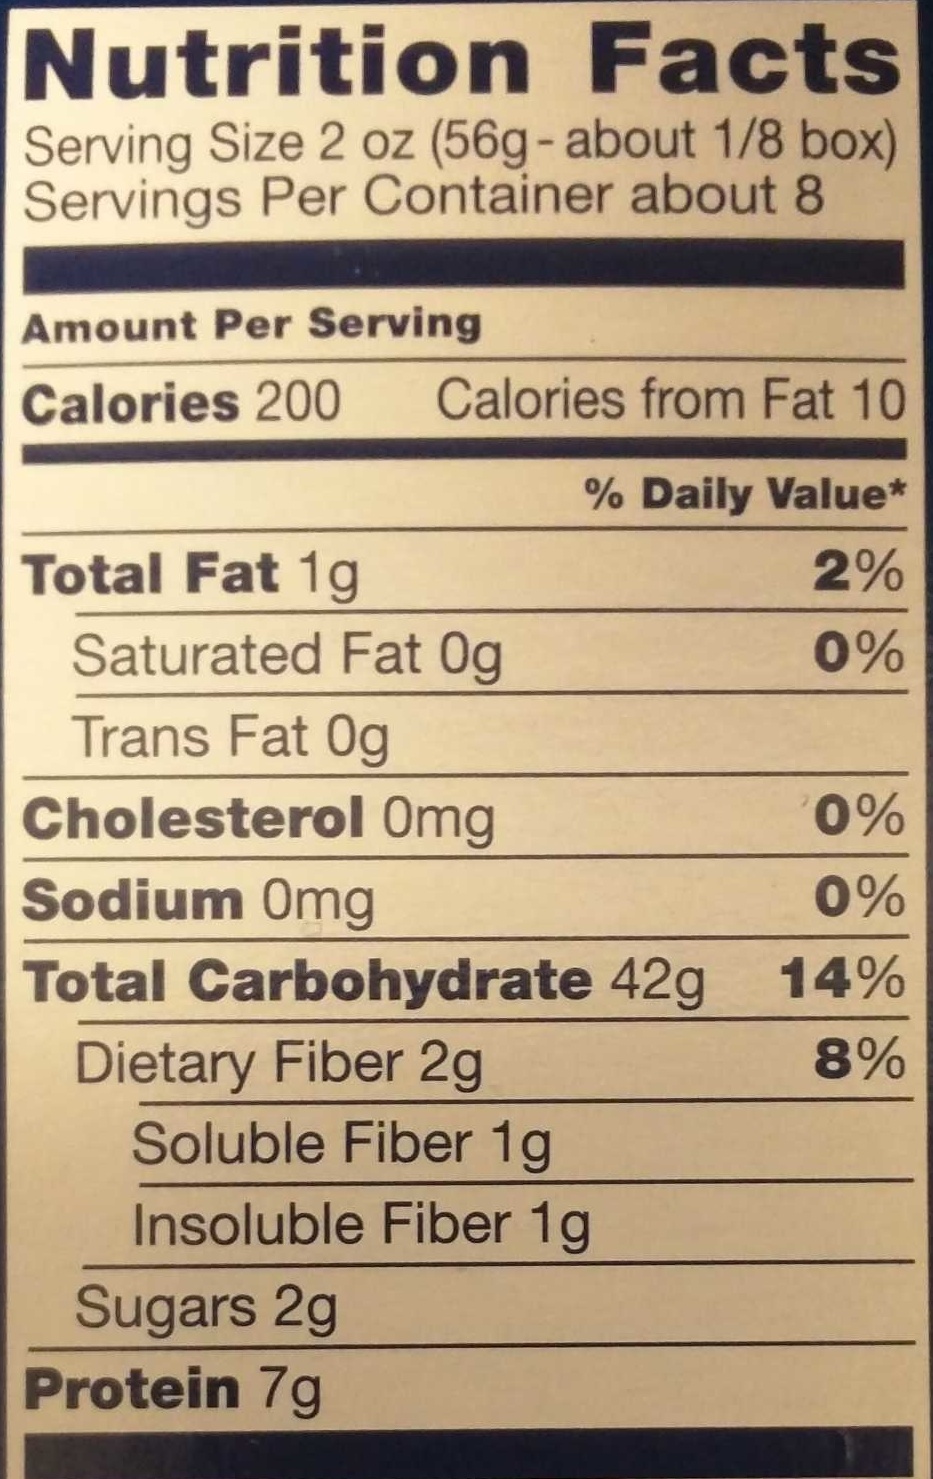 Nutrition Facts
Serving Size 2 oz (56g - about 1/8 box)
Servings Per Container about 8
Amount Per Serving
Calories 200 Calories from Fat 10
% Daily Value*
Total Fat 1g 2%
Saturated Fat 0g 0%
Trans Fat 0g
Cholesterol 0mg 0%
Sodium 0mg 0%
Total Carbohydrate 42g 14%
Dietary Fiber 2g 8%
Soluble Fiber 1g
Insoluble Fiber 1g
Sugars 2g
Protein 7g